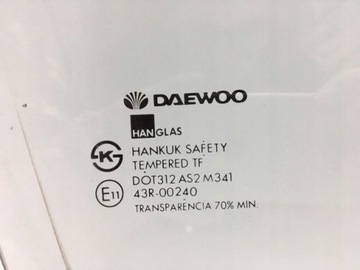 DAEWOO
HANGLAS
HANKUK SAFETY
TEMPERED TF
DOT312 AS2 M341
E11 43R-00240
TRANSPARÊNCIA 70% MIN.